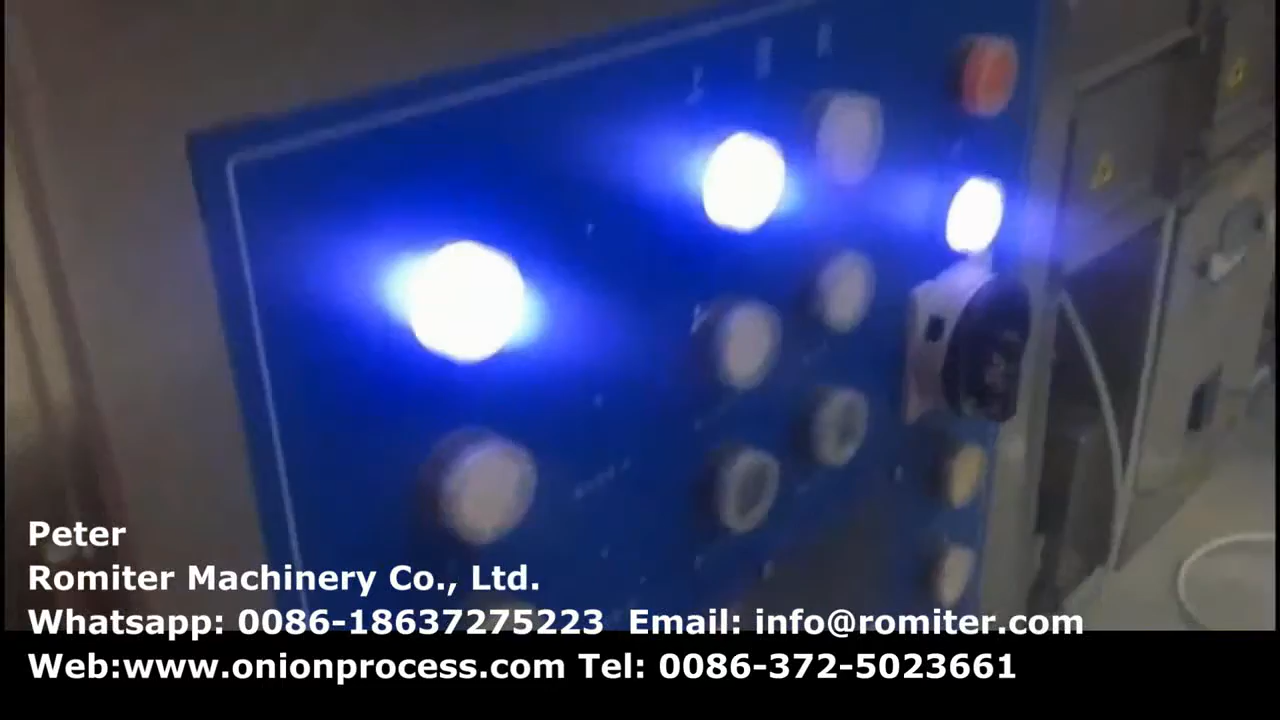 Peter
Romiter Machinery Co., Ltd.
Whatsapp: 0086-18637275223 Email: info@romiter.com
Web:www.onionprocess.com Tel: 0086-372-5023661